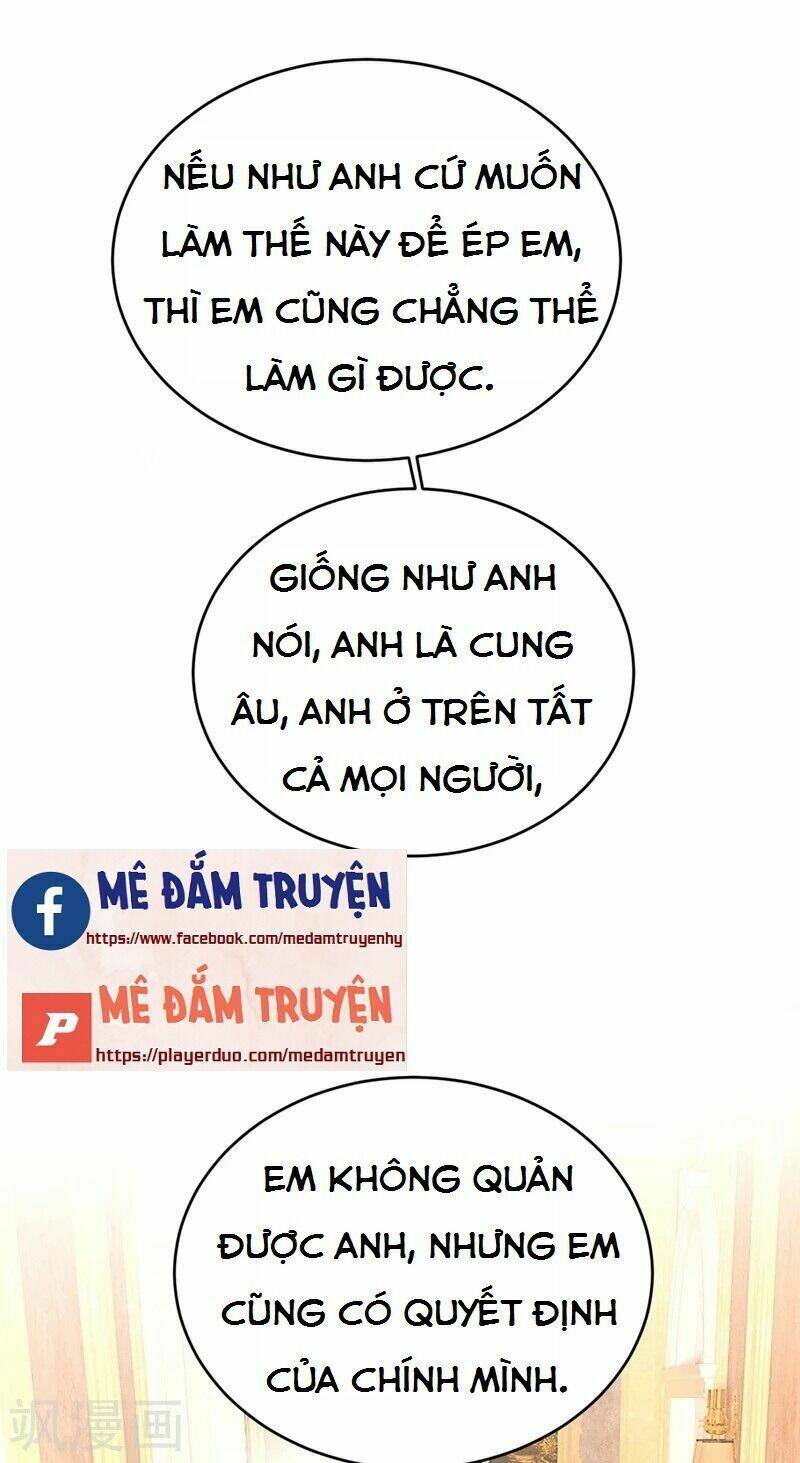 NẾU NHƯ ANH CỨ MUỐN
LÀM THẾ NÀY ĐỂ ÉP EM,
THÌ EM CŨNG CHẲNG THỂ
LÀM GÌ ĐƯỢC.
GIỐNG NHƯ ANH
NÓI, ANH LÀ CUNG
ÂU, ANH Ở TRÊN TẤT
CẢ MỌI NGƯỜI,
MÊ ĐẮM TRUYỆN
https://www.facebook.com/medamtruyenhy
MÊ ĐẮM TRUYỆN
https://playerduo.com/medamtruyen
EM KHÔNG QUẢN
ĐƯỢC ANH, NHƯNG EM
CŨNG CÓ QUYẾT ĐỊNH
CỦA CHÍNH MÌNH.
飒漫画